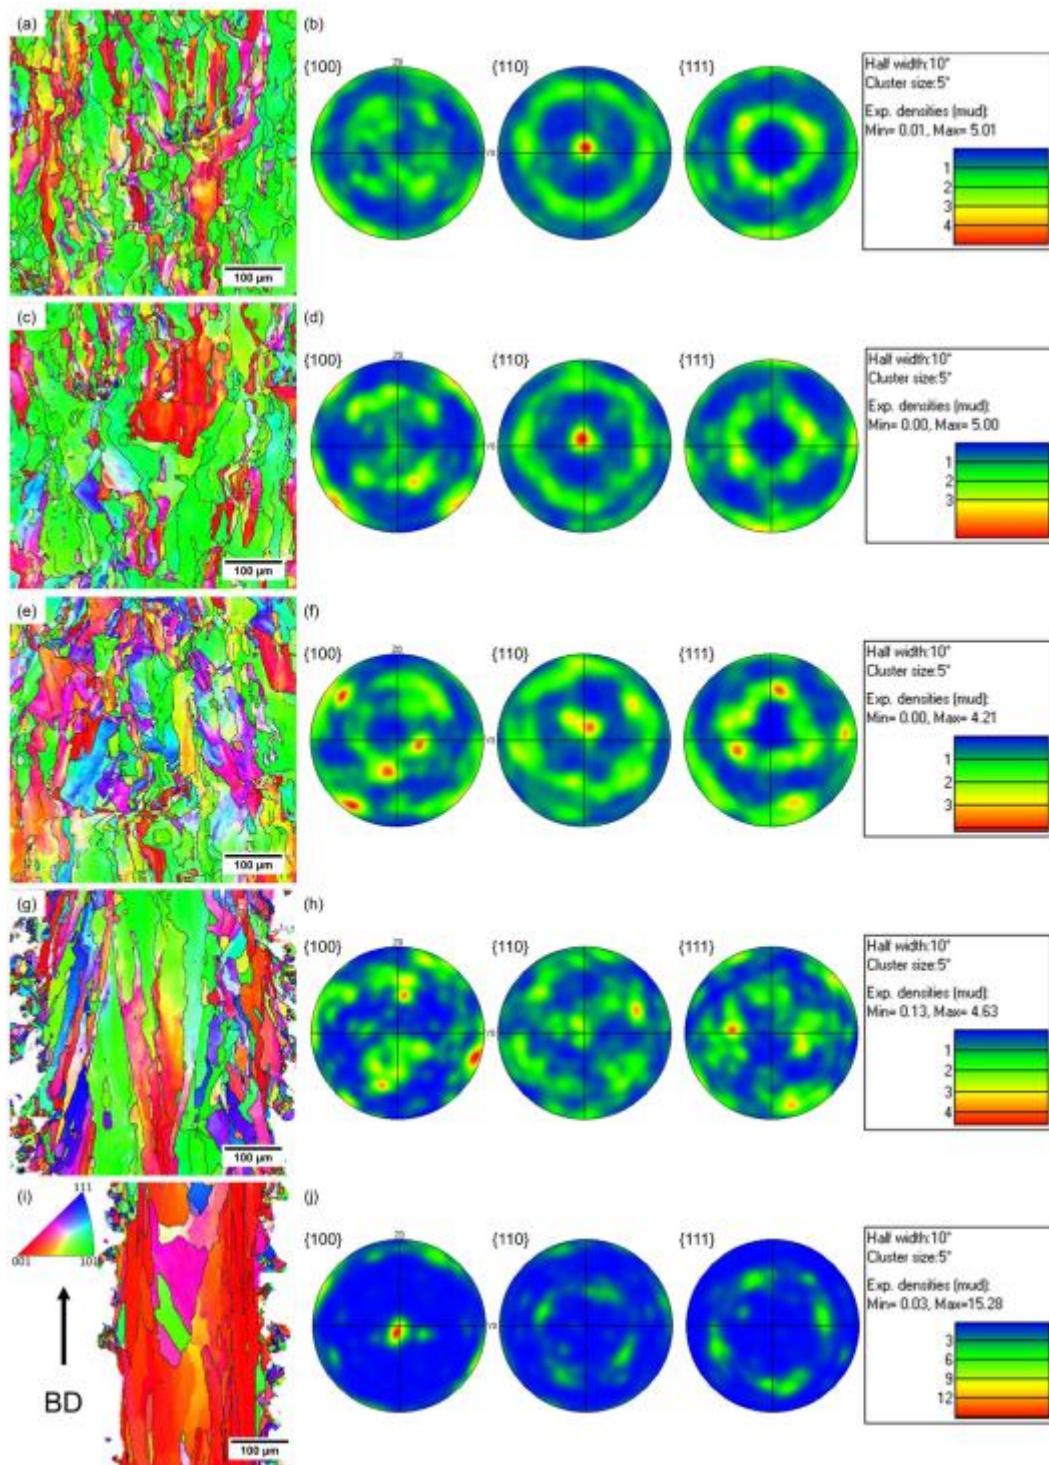 (a)
(b)
{100}
{110}
{111}
Half width:10°
Cluster size:5°
Exp. densities (mud):
Min= 0.01, Max= 5.01
1
2
3
4
100 µm
(c)
(d)
{100}
{110}
{111}
Half width:10°
Cluster size:5°
Exp. densities (mud):
Min= 0.00, Max= 5.00
1
2
3
100 µm
(e)
(f)
{100}
{110}
{111}
Half width:10°
Cluster size:5°
Exp. densities (mud):
Min= 0.00, Max= 4.21
1
2
3
100 µm
(g)
(h)
{100}
{110}
{111}
Half width:10°
Cluster size:5°
Exp. densities (mud):
Min= 0.13, Max= 4.63
1
2
3
4
100 µm
(i)
111
001
101
BD
(j)
{100}
{110}
{111}
Half width:10°
Cluster size:5°
Exp. densities (mud):
Min= 0.03, Max=15.28
3
6
9
12
100 µm